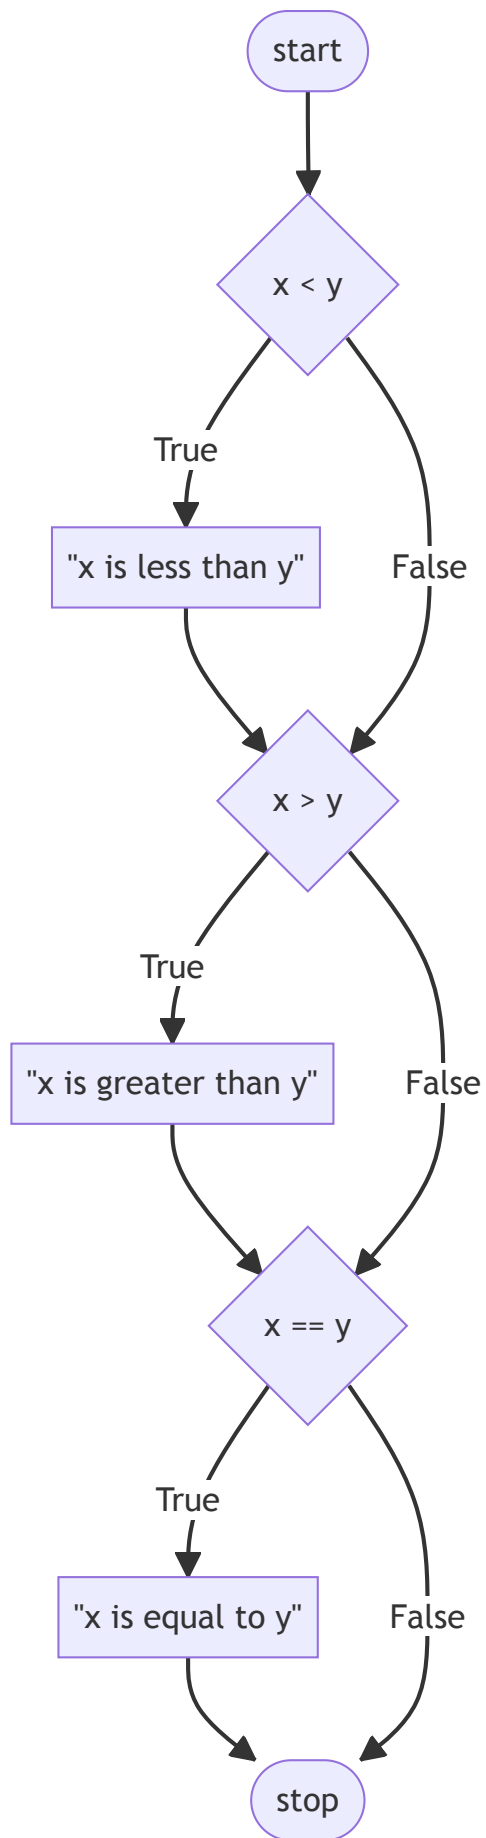 start
x < y
True
"x is less than y"
False
x > y
True
"x is greater than y"
False
x == y
True
"x is equal to y"
False
stop